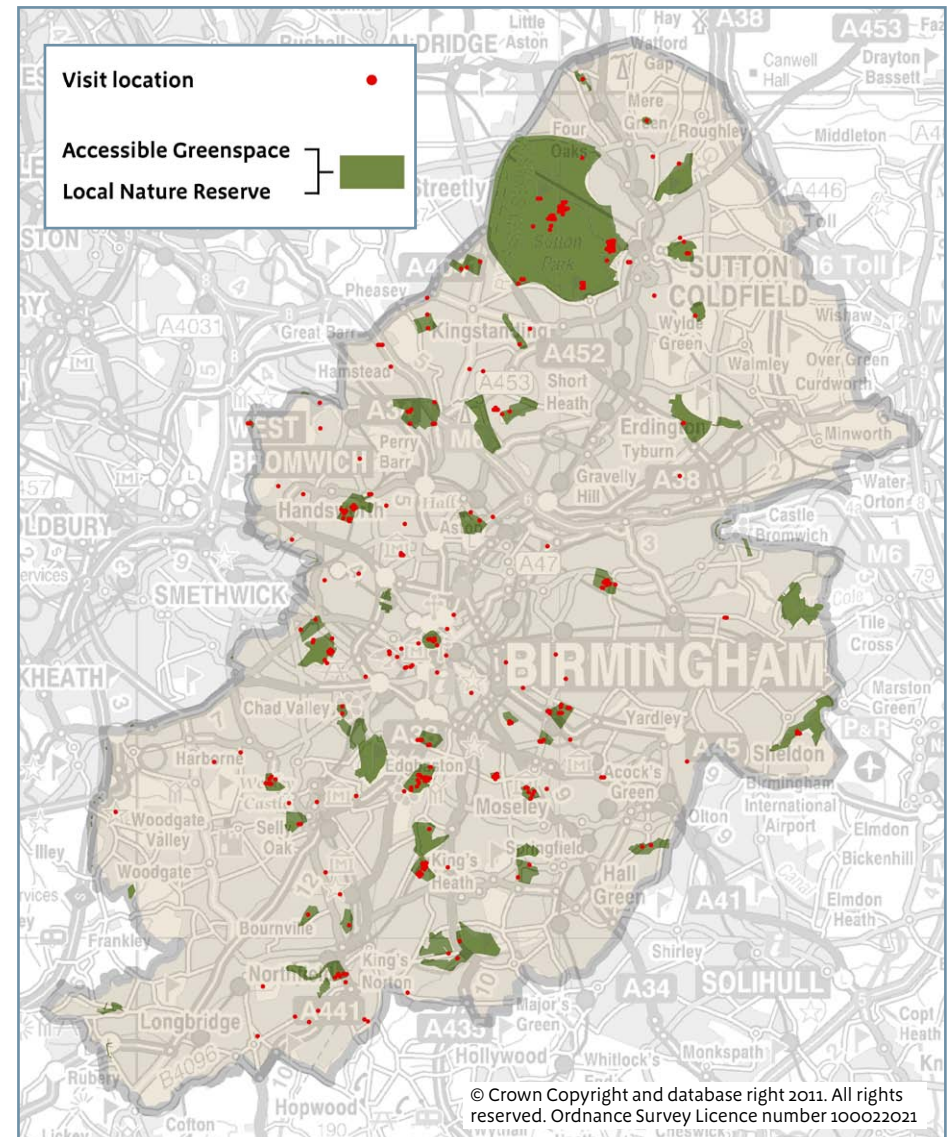 Little
Aston
Hay
A38
A453
ALDRIDGE
Watford
Gap
Canwell
Hall
Drayton
Bassett
Visit location
Accessible Greenspace
Local Nature Reserve
Mere
Green
Roughley
Middleton
Four
Oaks
Streetly
A446
Toll
Sutton
Park
SUTTON
COLDFIELD
M6 Toll
Pheasey
Wishaw
A4031
Great Barr
Kingstanding
Wylde
Green
A452
Walmley
Over Green
Curdworth
Hamstead
A453
Short
Heath
WEST
BROMWICH
Perry
Barr
M6
Erdington
Tyburn
Minworth
Gravelly
Hill
A38
Water
Orton
Handsworth
Aston
Castle
Bromwich
OLDBURY
A47
M6
SMETHWICK
Cole
Tile
Cross
BIRMINGHAM
Marston
Green
Chad Valley
Yardley
P+R
A45
Sheldon
Harborne
Edgbaston
Acock's
Green
Birmingham
International
Airport
Weoley
Castle
Moseley
Olton
Elmdon
Woodgate
Valley
Selly
Oak
Bickenhill
Illey
Woodgate
King's
Heath
Springfield
Hall
Green
Elmdon
Heath
A41
Bournville
Frankley
Shirley
Northfield
King's
Norton
A34
SOLIHULL
A441
Longbridge
A435
Major's
Green
Copt
Heath
B4096
Hollywood
Whitlock's
Monkspath
Rubery
Hopwood
Cofton
© Crown Copyright and database right 2011. All rights
reserved. Ordnance Survey Licence number 100022021